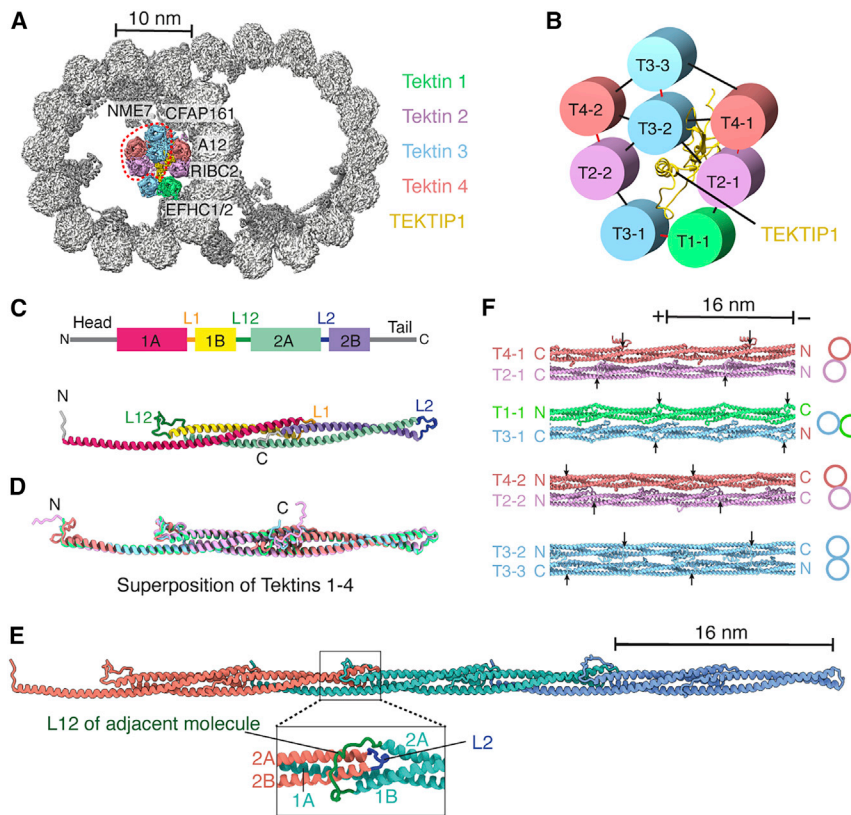 A
10 nm
NME7 CFAP161
A12
RIBC2
EFHC1/2
Tektin 1
Tektin 2
Tektin 3
Tektin 4
TEKTIP1
B
T3-3
T4-2
T3-2
T4-1
T2-2
T2-1
T3-1
T1-1
TEKTIP1
C
Head L1 L12 L2 Tail
N 1A 1B 2A 2B C
N
L12
L1
L2
C
D
N
C
Superposition of Tektins 1-4
F
+ 16 nm −
T4-1 C N
T2-1 C N
T1-1 N C
T3-1 C N
T4-2 N C
T2-2 N C
T3-2 N C
T3-3 C N
E
16 nm
L12 of adjacent molecule
2A
L2
2A
2B
1A
1B